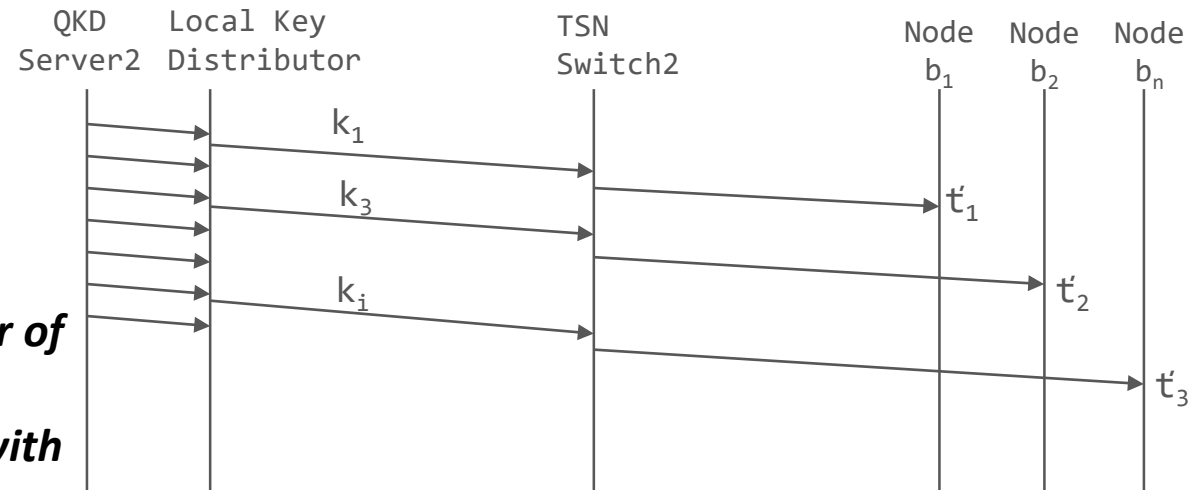 QKD
Server2
Local Key
Distributor
TSN
Switch2
Node
b₁
Node
b₂
Node
bₙ
k₁
k₃
kᵢ
t́₁
t́₂
t́₃
r of
with